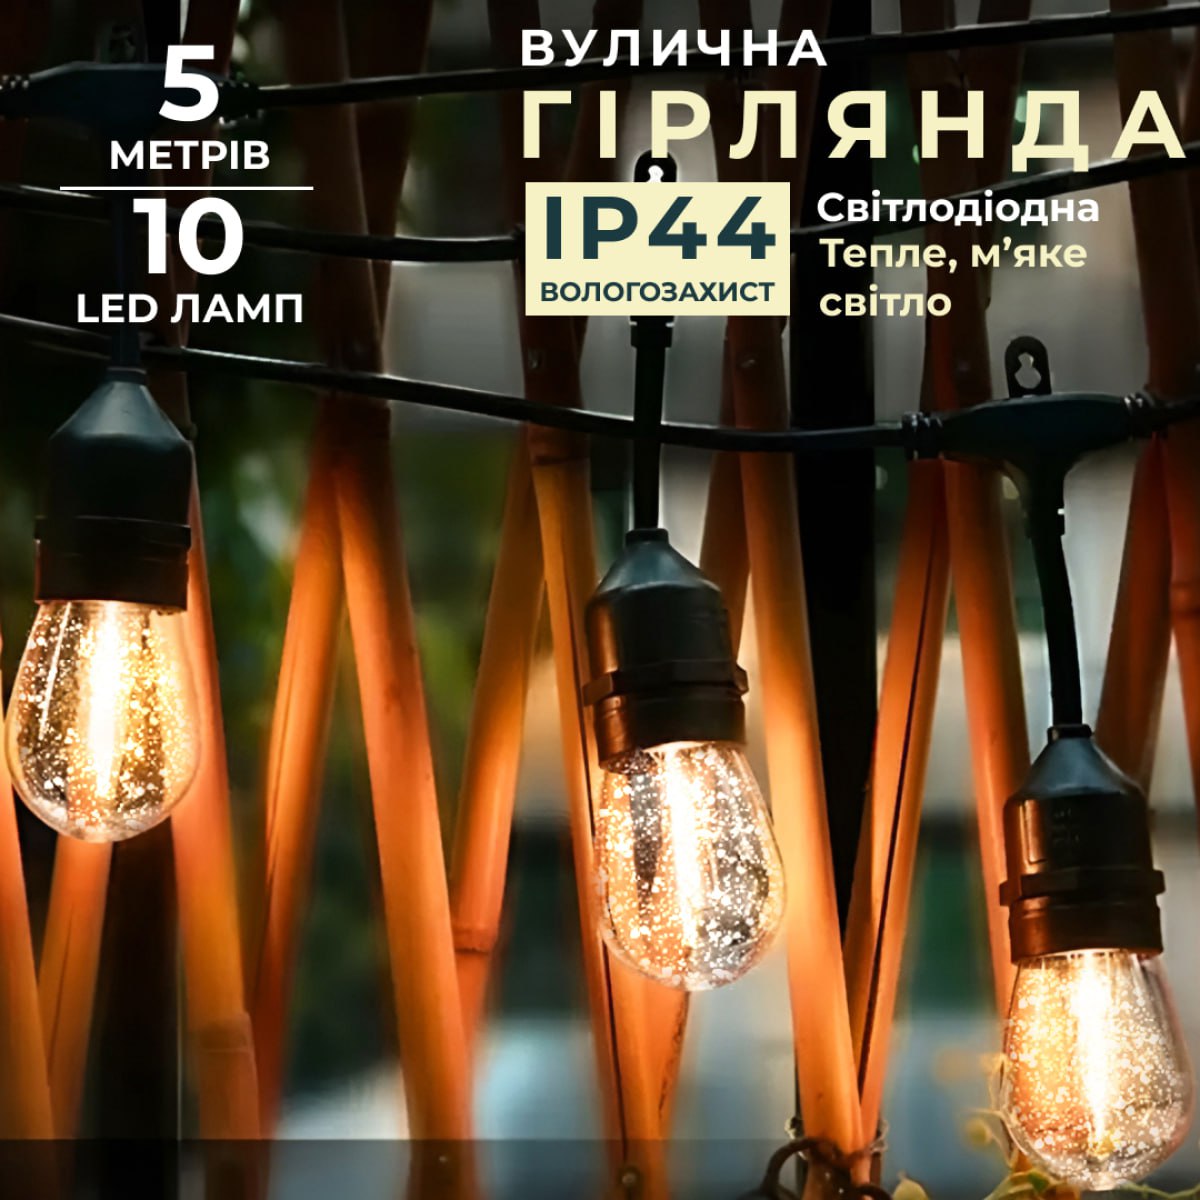 5
МЕТРІВ
10
LED ЛАМП
ВУЛИЧНА
ГІРЛЯНДА
IP44
ВОЛОГОЗАХИСТ
Світлодіодна
Тепле, м’яке
світло